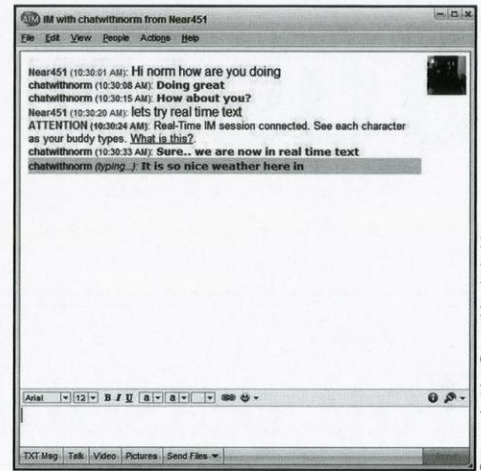 AIM IM with chatwithnorm from Near451
File Edit View People Actions Help
Near451 (10:30:01 AM): Hi norm how are you doing
chatwithnorm (10:30:08 AM): Doing great
chatwithnorm (10:30:15 AM): How about you?
Near451 (10:30:20 AM): lets try real time text
ATTENTION (10:30:24 AM): Real-Time IM session connected. See each character
as your buddy types. What is this?.
chatwithnorm (10:30:33 AM): Sure.. we are now in real time text
chatwithnorm (typing...): It is so nice weather here in
Arial 12 B I U a a
TXT Msg Talk Video Pictures Send Files